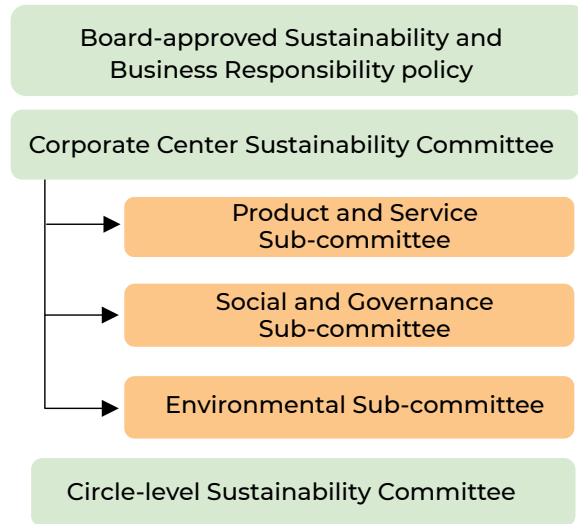 Board-approved Sustainability and
Business Responsibility policy
Corporate Center Sustainability Committee
Product and Service
Sub-committee
Social and Governance
Sub-committee
Environmental Sub-committee
Circle-level Sustainability Committee